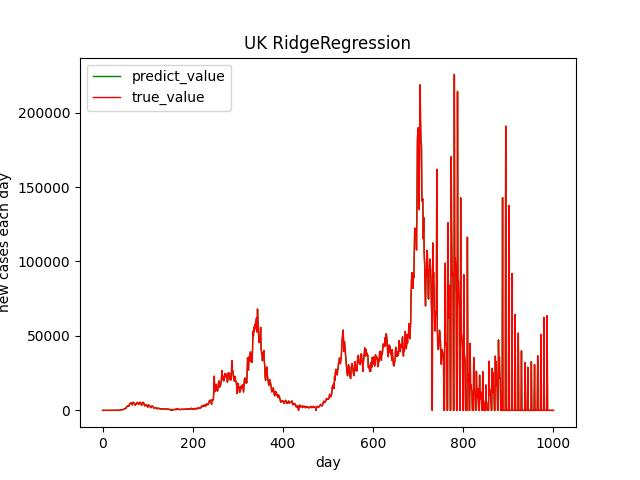 UK RidgeRegression
predict_value
true_value
200000
150000
100000
50000
0
new cases each day
0 200 400 600 800 1000
day